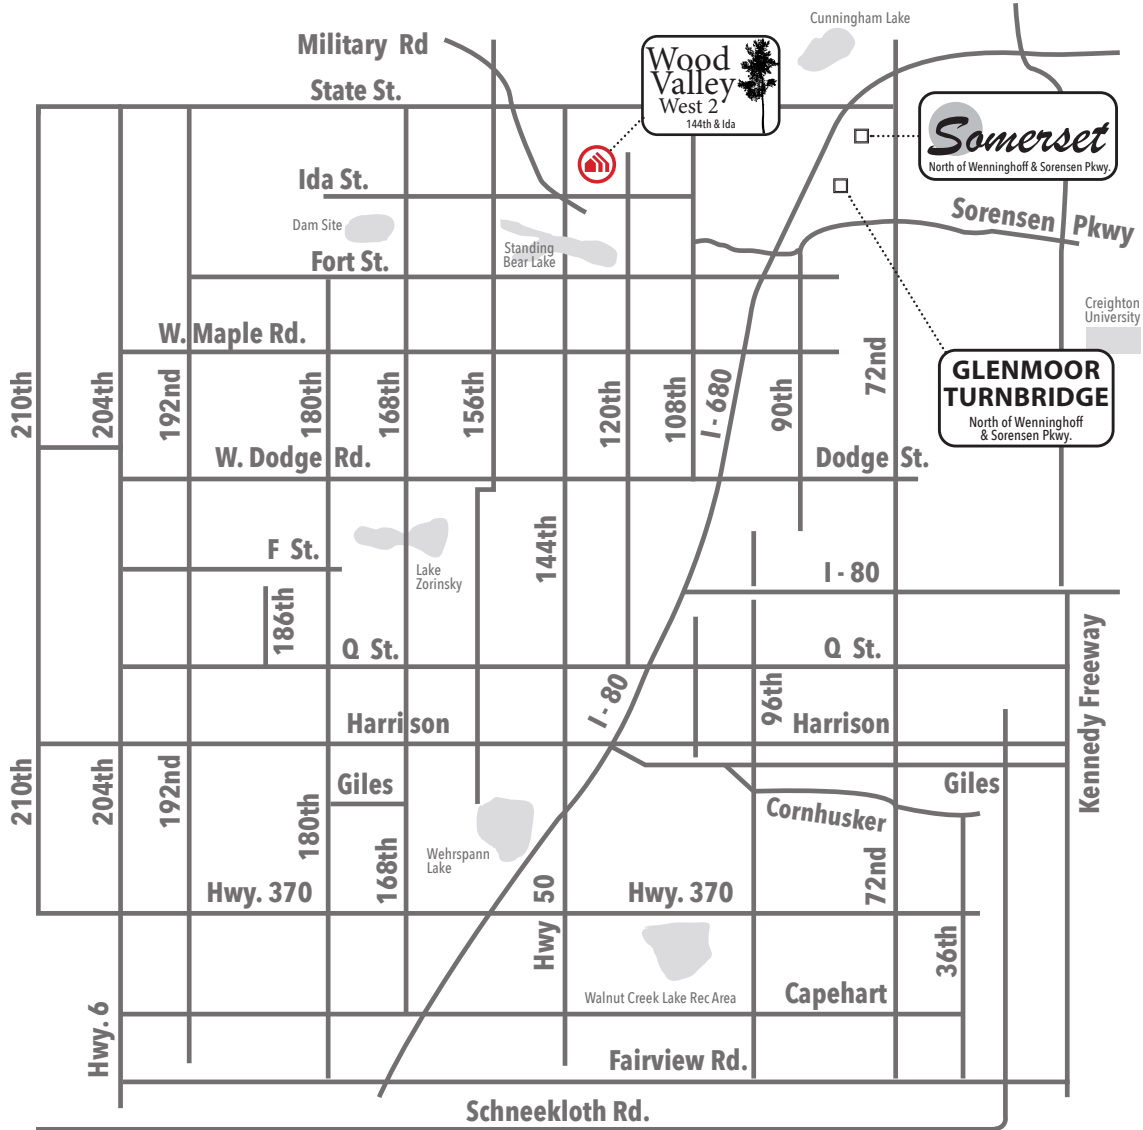 Cunningham Lake
Military Rd
Wood
Valley
West 2
144th & Ida
State St.
Somerset
North of Wenninghoff & Sorensen Pkwy.
Ida St.
Dam Site
Standing
Bear Lake
Sorensen Pkwy
Fort St.
Creighton
University
W. Maple Rd.
210th
204th
192nd
180th
168th
156th
120th
108th
I - 680
90th
72nd
GLENMOOR
TURNBRIDGE
North of Wenninghoff
& Sorensen Pkwy.
W. Dodge Rd.
Dodge St.
F St.
Lake
Zorinsky
144th
I - 80
186th
Q St.
Q St.
I - 80
96th
Kennedy Freeway
Harrison
Harrison
210th
204th
192nd
180th
Giles
Giles
Cornhusker
168th
Wehrspann
Lake
72nd
Hwy. 370
Hwy 50
Hwy. 370
36th
Walnut Creek Lake Rec Area
Capehart
Hwy. 6
Fairview Rd.
Schneekloth Rd.